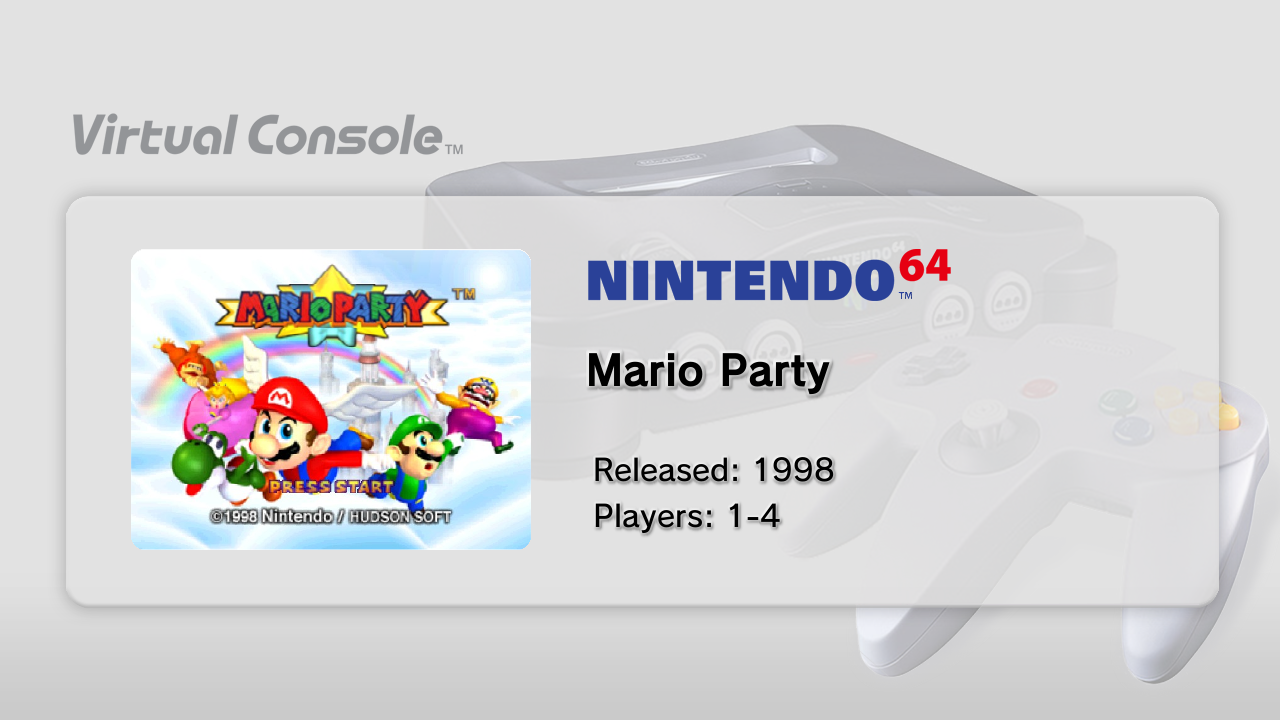 Virtual Console™
MARIO PARTY™
PRESS START
©1998 Nintendo / HUDSON SOFT
NINTENDO64™
Mario Party
Released: 1998
Players: 1-4